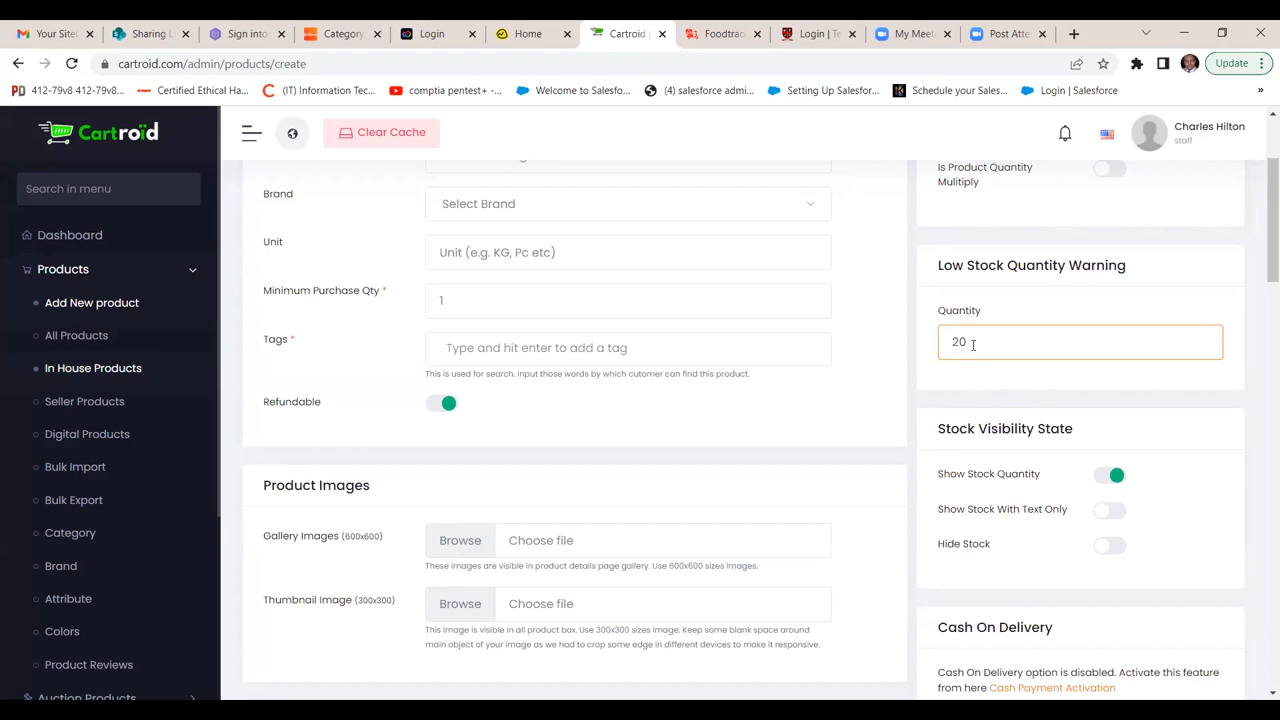 Your Site
Sharing L
Sign into
Category
Login
Home
Cartroid |
Foodtrac
Login | Te
My Meet
Post Atte
cartroid.com/admin/products/create
Update
412-79v8 412-79v8...
Certified Ethical Ha...
(IT) Information Tec...
comptia pentest+ -...
Welcome to Salesfo...
(4) salesforce admi...
Setting Up Salesfor...
Schedule your Sales...
Login | Salesforce
»
Cartroïd
Clear Cache
Charles Hilton
staff
Search in menu
Dashboard
Products
Add New product
All Products
In House Products
Seller Products
Digital Products
Bulk Import
Bulk Export
Category
Brand
Attribute
Colors
Product Reviews
Auction Products
Brand
Select Brand
Unit
Unit (e.g. KG, Pc etc)
Minimum Purchase Qty *
1
Tags *
Type and hit enter to add a tag
This is used for search. Input those words by which cutomer can find this product.
Refundable
Product Images
Gallery Images (600x600)
Browse
Choose file
These images are visible in product details page gallery. Use 600x600 sizes images.
Thumbnail Image (300x300)
Browse
Choose file
This image is visible in all product box. Use 300x300 sizes image. Keep some blank space around
main object of your image as we had to crop some edge in different devices to make it responsive.
Is Product Quantity
Mulitiply
Low Stock Quantity Warning
Quantity
20
Stock Visibility State
Show Stock Quantity
Show Stock With Text Only
Hide Stock
Cash On Delivery
Cash On Delivery option is disabled. Activate this feature
from here Cash Payment Activation